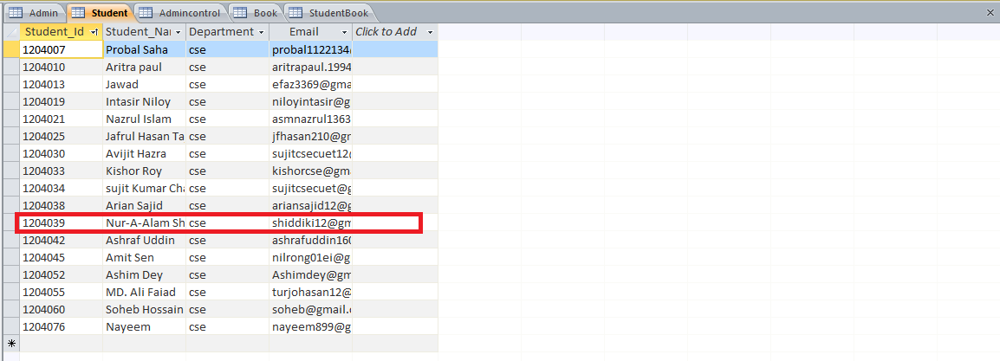 Admin Student Admincontrol Book StudentBook
Student_Id Student_Na Department Email Click to Add
1204007 Probal Saha cse probal1122134@
1204010 Aritra paul cse aritrapaul.1994
1204013 Jawad cse efaz3369@gma
1204019 Intasir Niloy cse niloyintasir@g
1204021 Nazrul Islam cse asmnazrul1363
1204025 Jafrul Hasan Ta cse jfhasan210@gr
1204030 Avijit Hazra cse sujitcsecuet12@
1204033 Kishor Roy cse kishorcse@gma
1204034 sujit Kumar Cha cse sujitcsecuet@g
1204038 Arian Sajid cse ariansajid12@g
1204039 Nur-A-Alam Sh cse shiddiki12@gm
1204042 Ashraf Uddin cse ashrafuddin160
1204045 Amit Sen cse nilrong01ei@g
1204052 Ashim Dey cse Ashimdey@gm
1204055 MD. Ali Faiad cse turjohasan12@
1204060 Soheb Hossain cse soheb@gmail.c
1204076 Nayeem cse nayeem899@g